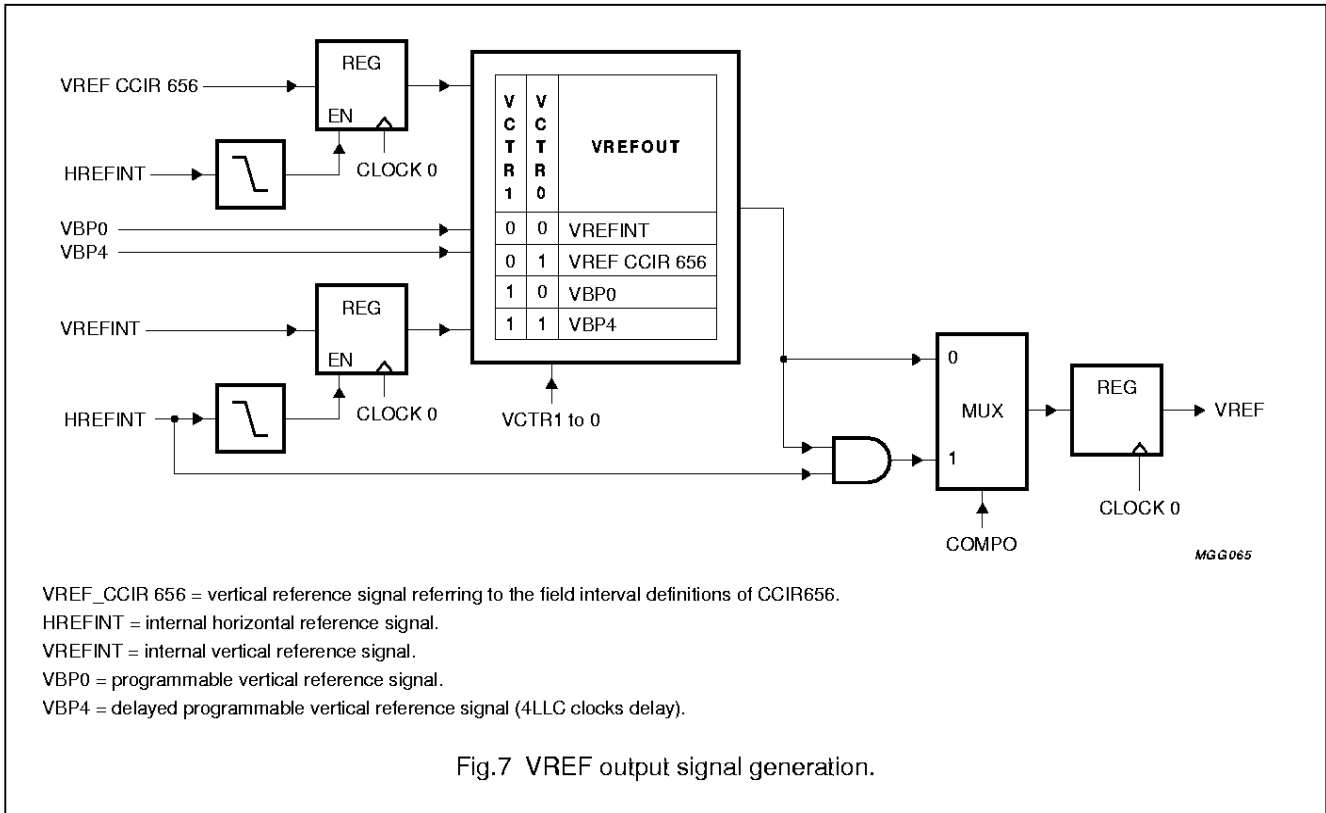 VREF CCIR 656
REG
EN
CLOCK 0
HREFINT
VBP0
VBP4
VREFINT
REG
EN
CLOCK 0
HREFINT
VCTR1 VCTR0 VREFOUT
0 0 VREFINT
0 1 VREF CCIR 656
1 0 VBP0
1 1 VBP4
VCTR1 to 0
0
MUX
1
COMPO
REG
VREF
CLOCK 0
MGG065
VREF_CCIR 656 = vertical reference signal referring to the field interval definitions of CCIR656.
HREFINT = internal horizontal reference signal.
VREFINT = internal vertical reference signal.
VBP0 = programmable vertical reference signal.
VBP4 = delayed programmable vertical reference signal (4LLC clocks delay).
Fig.7 VREF output signal generation.